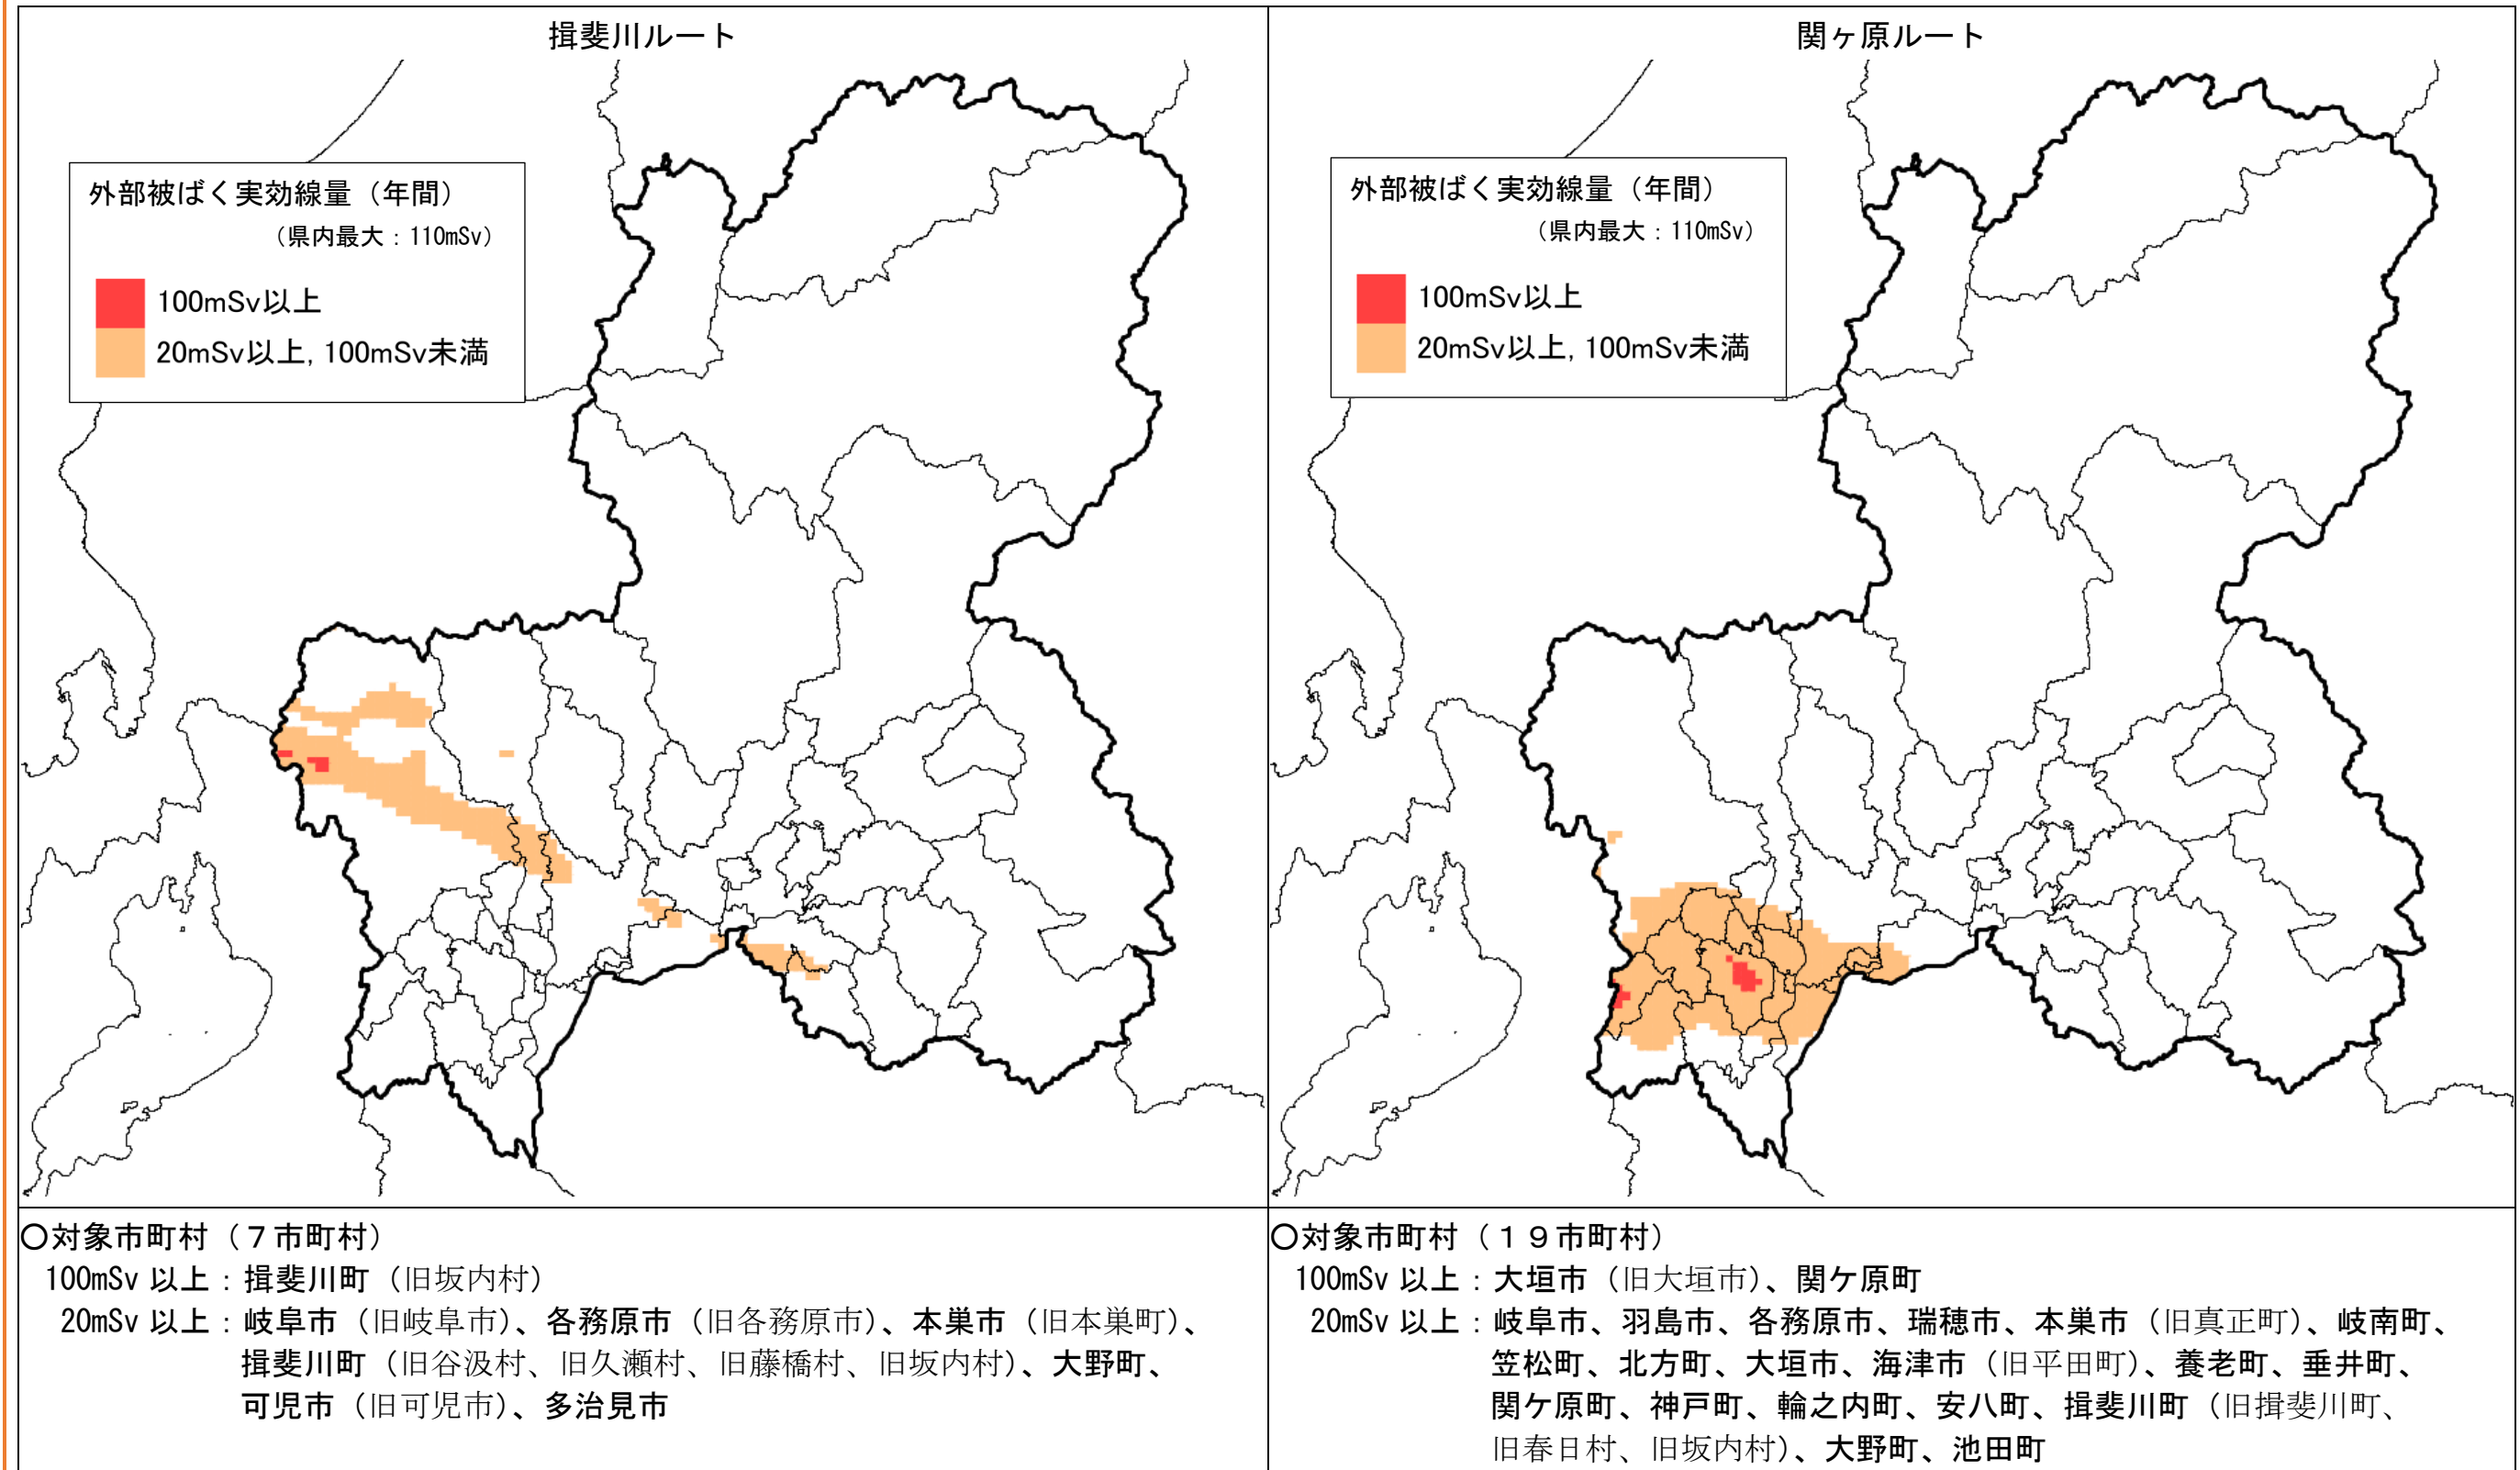 揖斐川ルート
外部被ばく実効線量（年間）
（県内最大：110mSv）
100mSv以上
20mSv以上, 100mSv未満
〇対象市町村（７市町村）
100mSv 以上：揖斐川町（旧坂内村）
20mSv 以上：岐阜市（旧岐阜市）、各務原市（旧各務原市）、本巣市（旧本巣町）、
揖斐川町（旧谷汲村、旧久瀬村、旧藤橋村、旧坂内村）、大野町、
可児市（旧可児市）、多治見市
関ヶ原ルート
外部被ばく実効線量（年間）
（県内最大：110mSv）
100mSv以上
20mSv以上, 100mSv未満
〇対象市町村（１９市町村）
100mSv 以上：大垣市（旧大垣市）、関ケ原町
20mSv 以上：岐阜市、羽島市、各務原市、瑞穂市、本巣市（旧真正町）、岐南町、
笠松町、北方町、大垣市、海津市（旧平田町）、養老町、垂井町、
関ケ原町、神戸町、輪之内町、安八町、揖斐川町（旧揖斐川町、
旧春日村、旧坂内村）、大野町、池田町